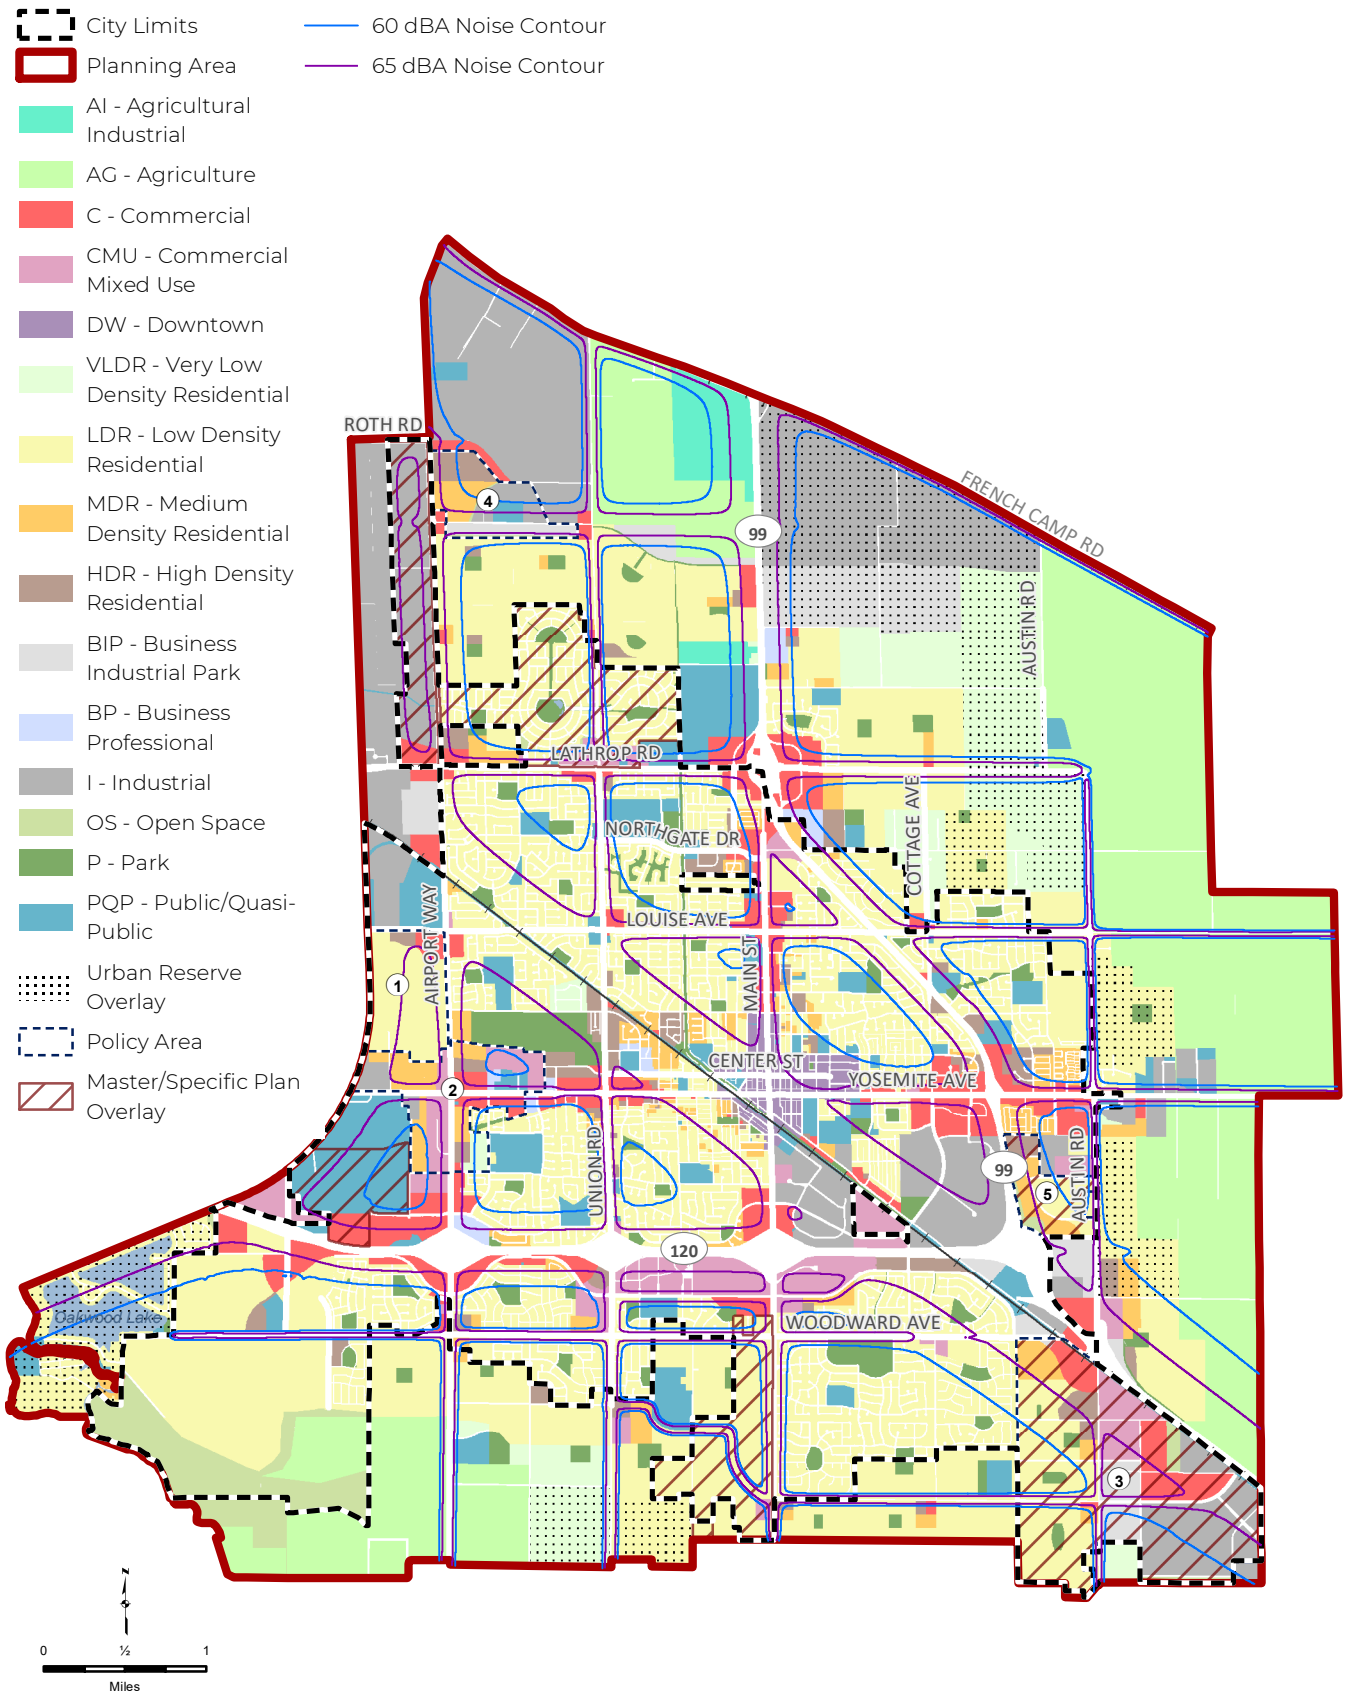 City Limits
60 dBA Noise Contour
Planning Area
65 dBA Noise Contour
AI - Agricultural
Industrial
AG - Agriculture
C - Commercial
CMU - Commercial
Mixed Use
DW - Downtown
VLDR - Very Low
Density Residential
LDR - Low Density
Residential
MDR - Medium
Density Residential
HDR - High Density
Residential
BIP - Business
Industrial Park
BP - Business
Professional
I - Industrial
OS - Open Space
P - Park
PQP - Public/Quasi-
Public
Urban Reserve
Overlay
Policy Area
Master/Specific Plan
Overlay
ROTH RD
4
99
FRENCH CAMP RD
AUSTIN RD
LATHROP RD
NORTHGATE DR
COTTAGE AVE
LOUISE AVE
AIRPORT WAY
MAIN ST
1
CENTER ST
YOSEMITE AVE
2
UNION RD
99
AUSTIN RD
5
120
Oakwood Lake
WOODWARD AVE
3
N
0
½
1
Miles